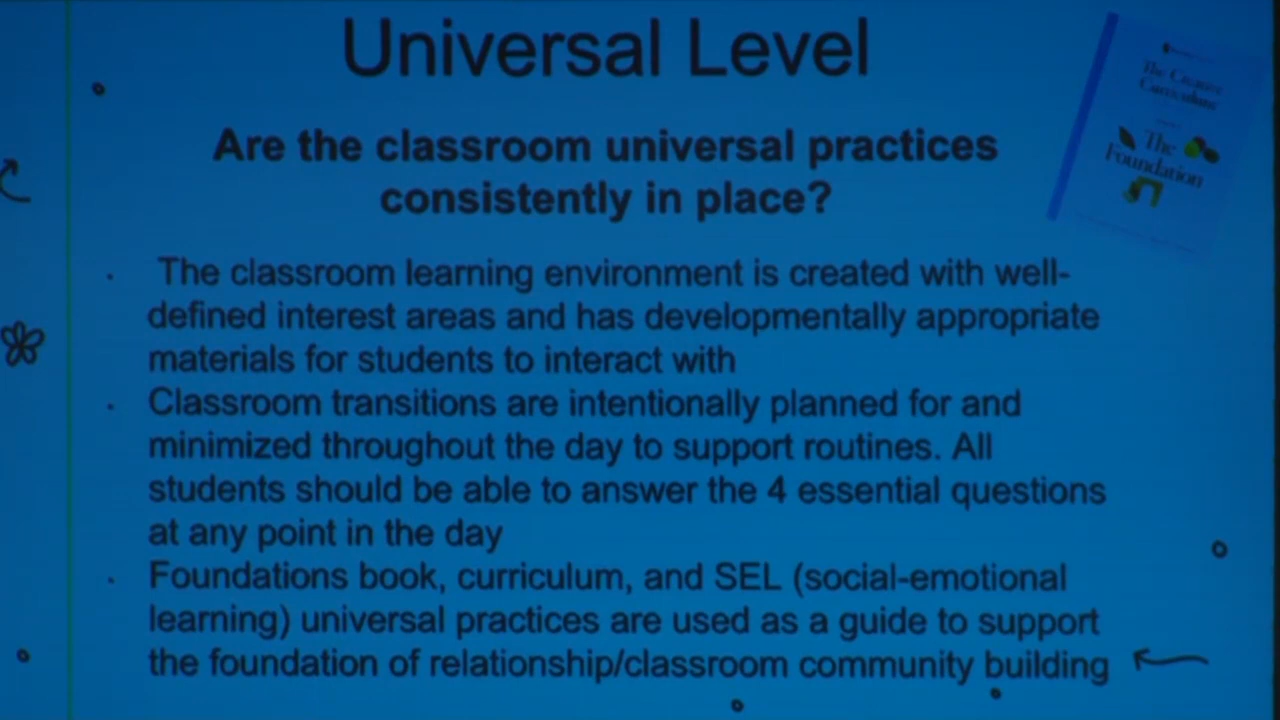 Universal Level
The Creative
Curriculum
The
Foundation
Are the classroom universal practices
consistently in place?
· The classroom learning environment is created with well-
defined interest areas and has developmentally appropriate
materials for students to interact with
· Classroom transitions are intentionally planned for and
minimized throughout the day to support routines. All
students should be able to answer the 4 essential questions
at any point in the day
· Foundations book, curriculum, and SEL (social-emotional
learning) universal practices are used as a guide to support
the foundation of relationship/classroom community building